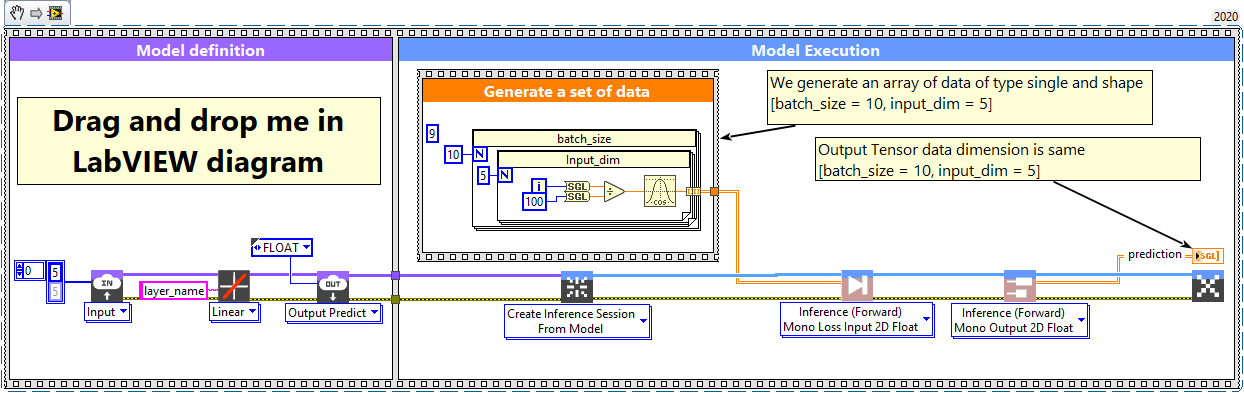 2020
Model definition
Model Execution
Drag and drop me in
LabVIEW diagram
Generate a set of data
We generate an array of data of type single and shape
[batch_size = 10, input_dim = 5]
Output Tensor data dimension is same
[batch_size = 10, input_dim = 5]
9
batch_size
10
N
Input_dim
5
N
i
100
SGL
SGL
÷
COS
FLOAT
0
5
5
IN
layer_name
OUT
Input
Linear
Output Predict
Create Inference Session
From Model
Inference (Forward)
Mono Loss Input 2D Float
Inference (Forward)
Mono Output 2D Float
prediction
SGL